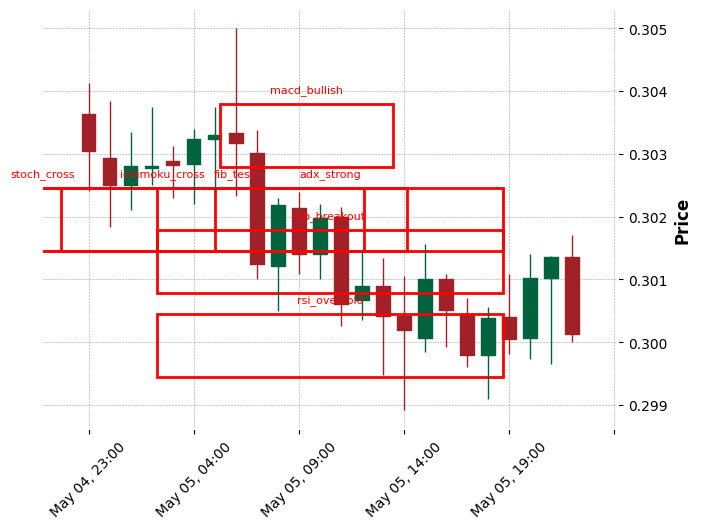 0.305
macd_bullish
0.304
0.303
stoch_cross
ichimoku_cross
fib_test
adx_strong
0.302
Price
0.301
0.300
0.299
May 04, 23:00
May 05, 04:00
May 05, 09:00
May 05, 14:00
May 05, 19:00